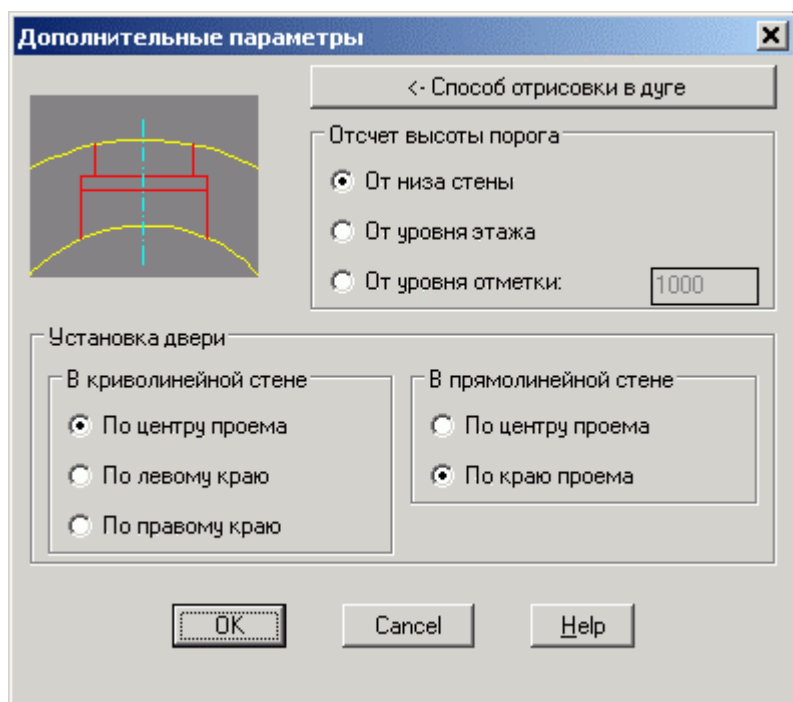 Дополнительные параметры
<- Способ отрисовки в дуге
Отсчет высоты порога
От низа стены
От уровня этажа
От уровня отметки: 1000
Установка двери
В криволинейной стене
По центру проема
По левому краю
По правому краю
В прямолинейной стене
По центру проема
По краю проема
OK Cancel Help